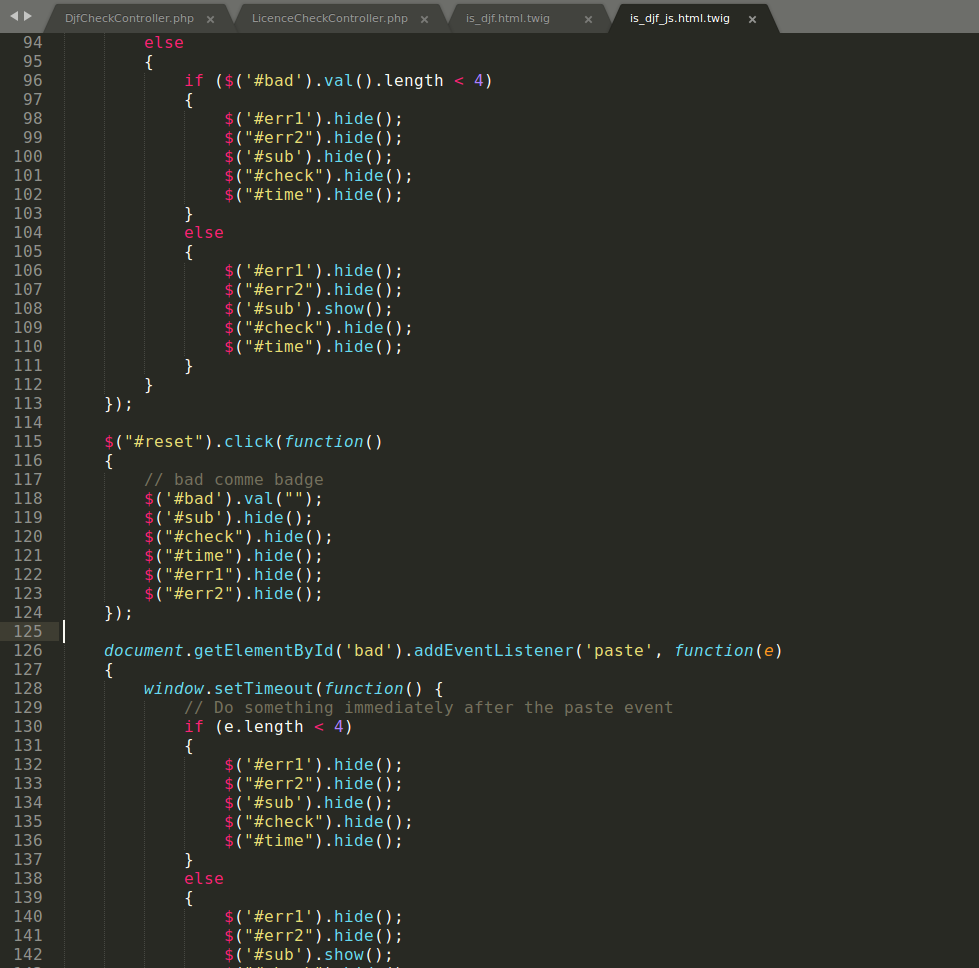 DjfCheckController.php × LicenceCheckController.php × is_djf.html.twig × is_djf_js.html.twig ×
94 else
95 {
96 if ($('#bad').val().length < 4)
97 {
98 $('#err1').hide();
99 $("#err2").hide();
100 $('#sub').hide();
101 $("#check").hide();
102 $("#time").hide();
103 }
104 else
105 {
106 $('#err1').hide();
107 $("#err2").hide();
108 $('#sub').show();
109 $("#check").hide();
110 $("#time").hide();
111 }
112 }
113 });
114
115 $("#reset").click(function()
116 {
117 // bad comme badge
118 $('#bad').val("");
119 $('#sub').hide();
120 $("#check").hide();
121 $("#time").hide();
122 $("#err1").hide();
123 $("#err2").hide();
124 });
125
126 document.getElementById('bad').addEventListener('paste', function(e)
127 {
128 window.setTimeout(function() {
129 // Do something immediately after the paste event
130 if (e.length < 4)
131 {
132 $('#err1').hide();
133 $("#err2").hide();
134 $('#sub').hide();
135 $("#check").hide();
136 $("#time").hide();
137 }
138 else
139 {
140 $('#err1').hide();
141 $("#err2").hide();
142 $('#sub').show();